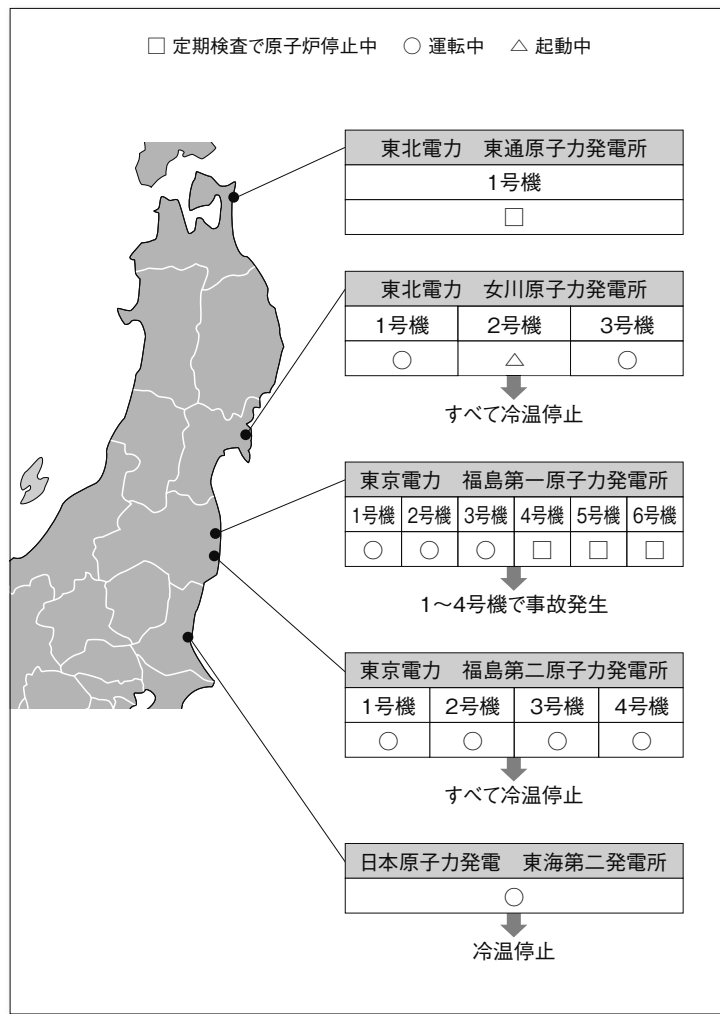 □ 定期検査で原子炉停止中　○ 運転中　△ 起動中
東北電力　東通原子力発電所
1号機
□
東北電力　女川原子力発電所
1号機 2号機 3号機
○ △ ○
すべて冷温停止
東京電力　福島第一原子力発電所
1号機 2号機 3号機 4号機 5号機 6号機
○ ○ ○ □ □ □
1～4号機で事故発生
東京電力　福島第二原子力発電所
1号機 2号機 3号機 4号機
○ ○ ○ ○
すべて冷温停止
日本原子力発電　東海第二発電所
○
冷温停止